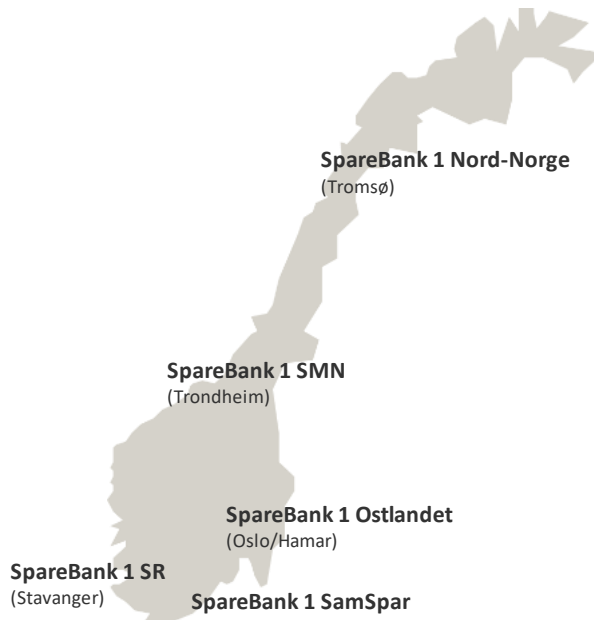 SpareBank 1 Nord-Norge
(Tromsø)
SpareBank 1 SMN
(Trondheim)
SpareBank 1 Ostlandet
(Oslo/Hamar)
SpareBank 1 SR
(Stavanger)
SpareBank 1 SamSpar